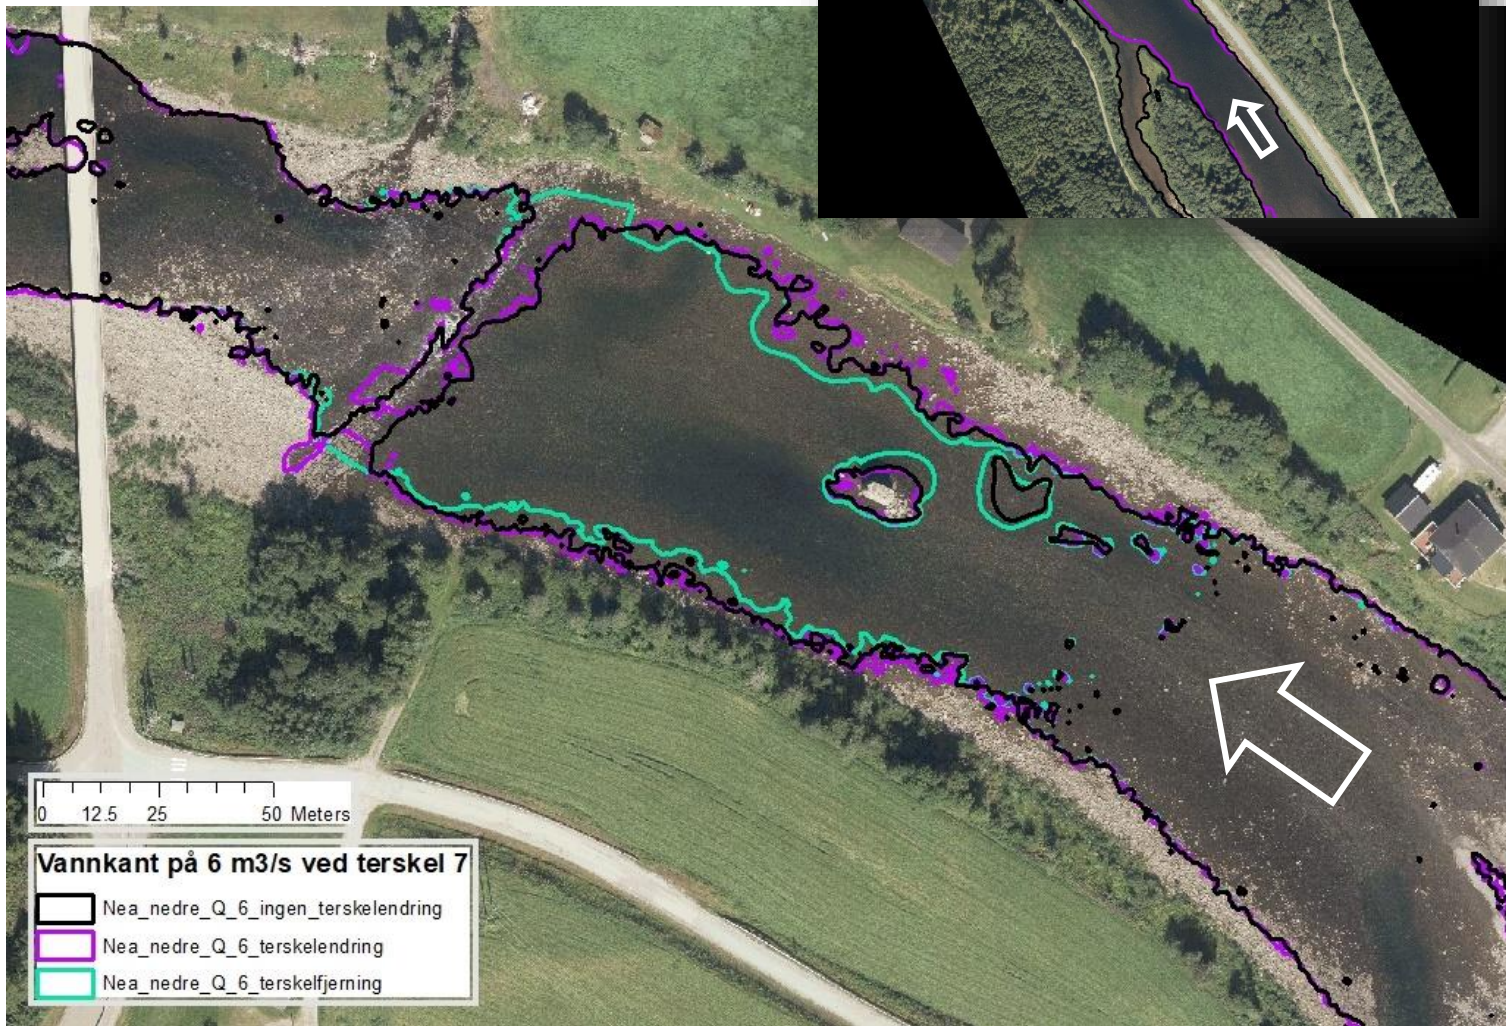 0 12.5 25 50 Meters
Vannkant på 6 m3/s ved terskel 7
Nea_nedre_Q_6_ingen_terskelendring
Nea_nedre_Q_6_terskelendring
Nea_nedre_Q_6_terskelfjerning